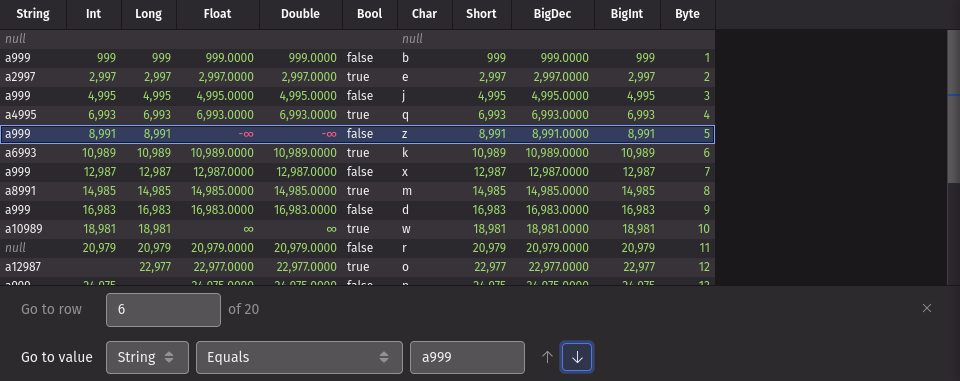 String Int Long Float Double Bool Char Short BigDec BigInt Byte
null null
a999 999 999 999.0000 999.0000 false b 999 999.0000 999 1
a2997 2,997 2,997 2,997.0000 2,997.0000 true e 2,997 2,997.0000 2,997 2
a999 4,995 4,995 4,995.0000 4,995.0000 false j 4,995 4,995.0000 4,995 3
a4995 6,993 6,993 6,993.0000 6,993.0000 true q 6,993 6,993.0000 6,993 4
a999 8,991 8,991 -∞ -∞ false z 8,991 8,991.0000 8,991 5
a6993 10,989 10,989 10,989.0000 10,989.0000 true k 10,989 10,989.0000 10,989 6
a999 12,987 12,987 12,987.0000 12,987.0000 false x 12,987 12,987.0000 12,987 7
a8991 14,985 14,985 14,985.0000 14,985.0000 true m 14,985 14,985.0000 14,985 8
a999 16,983 16,983 16,983.0000 16,983.0000 false d 16,983 16,983.0000 16,983 9
a10989 18,981 18,981 ∞ ∞ true w 18,981 18,981.0000 18,981 10
null 20,979 20,979 20,979.0000 20,979.0000 false r 20,979 20,979.0000 20,979 11
a12987 22,977 22,977.0000 22,977.0000 true o 22,977 22,977.0000 22,977 12
Go to row 6 of 20
Go to value String Equals a999